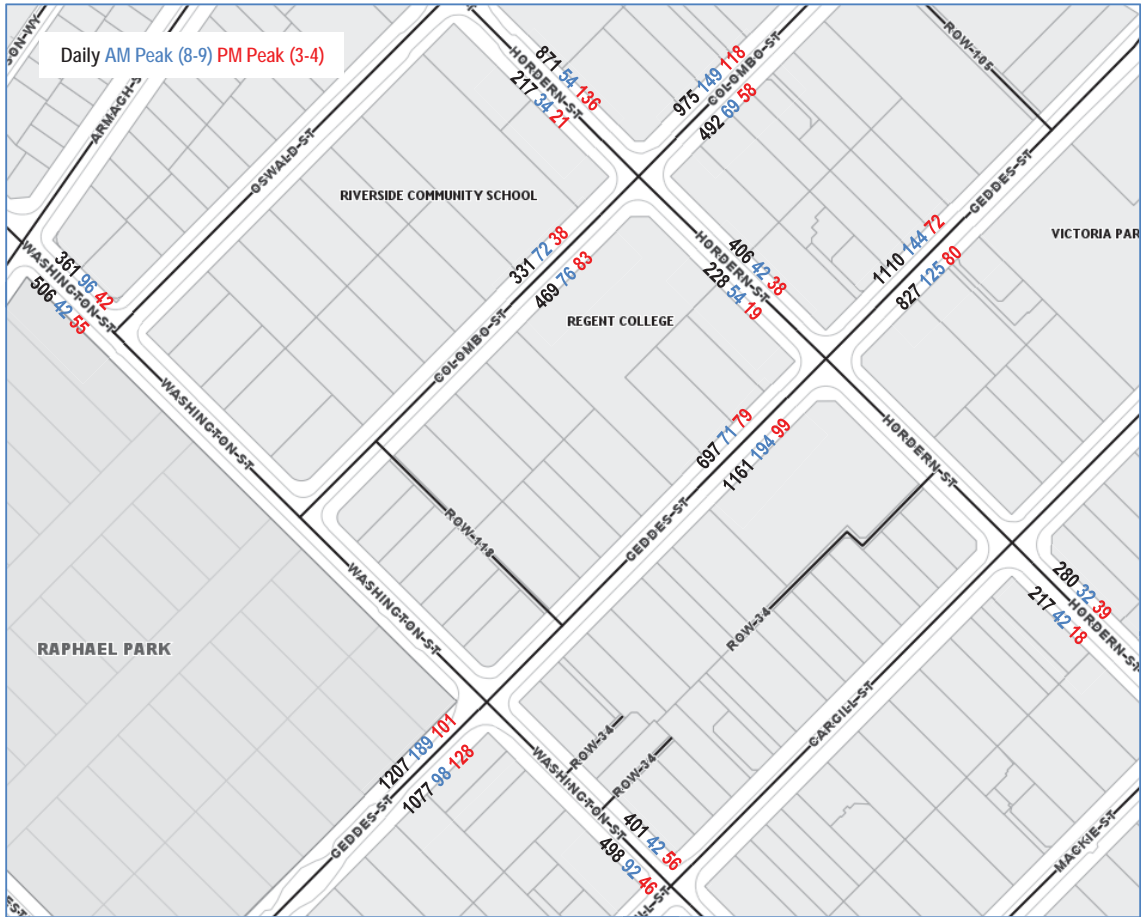 SON-WY
ARMAGH-S
Daily AM Peak (8-9) PM Peak (3-4)
OSWALD-ST
HORDERN-ST
871 54 136
217 34 21
975 149 118
COLOMBO-ST
492 69 58
ROW-105
GEDDES-ST
VICTORIA PAR
RIVERSIDE COMMUNITY SCHOOL
WASHINGTON-ST
361 96 42
506 42 55
331 72 38
469 76 83
COLOMBO-ST
REGENT COLLEGE
HORDERN-ST
406 42 38
228 54 19
1110 144 72
827 125 80
WASHINGTON-ST
697 71 79
1161 194 99
GEDDES-ST
HORDERN-ST
ROW-118
WASHINGTON-ST
ROW-34
280 32 39
HORDERN-ST
217 42 18
RAPHAEL PARK
CARGILL-ST
1207 189 101
1077 98 128
GEDDES-ST
ROW-34
ROW-34
WASHINGTON-ST
401 42 56
498 92 46
LL-ST
MACKIE-ST